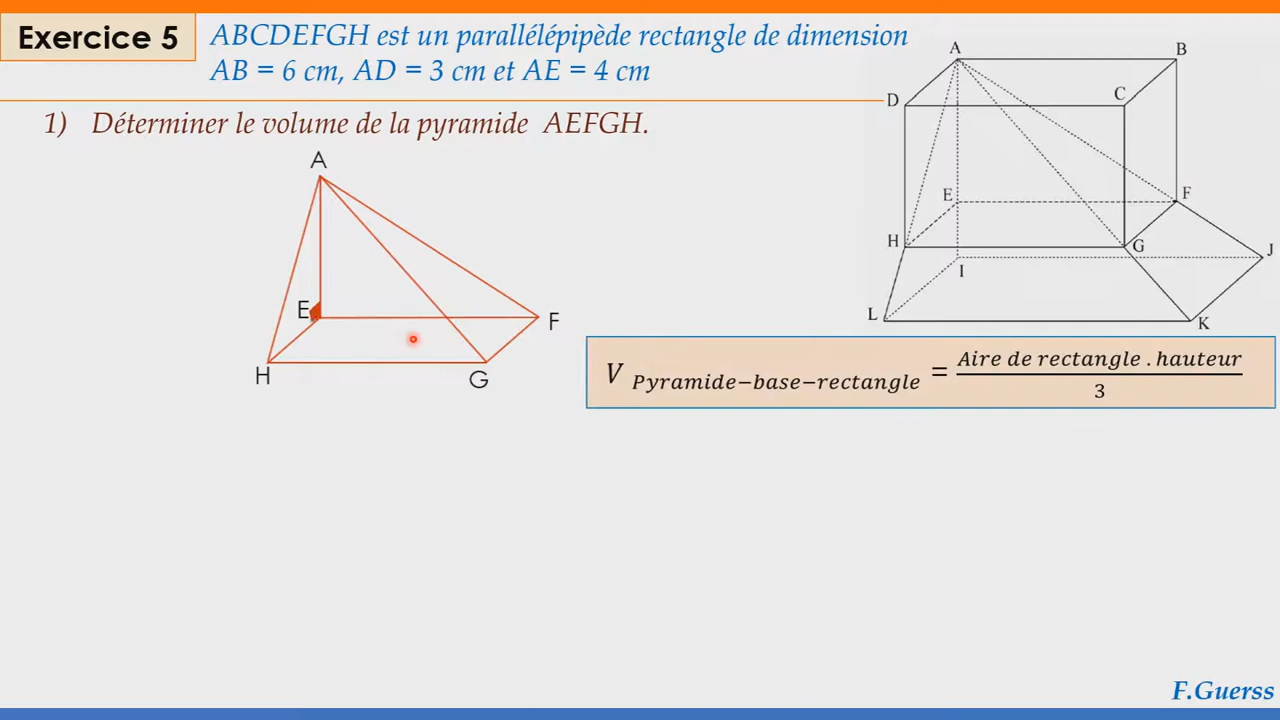 Exercice 5
ABCDEFGH est un parallélépipède rectangle de dimension
AB = 6 cm, AD = 3 cm et AE = 4 cm
1) Déterminer le volume de la pyramide AEFGH.
A
E
F
H
G
A
B
D
C
E
F
H
G
I
J
L
K
V Pyramide−base−rectangle = Aire de rectangle . hauteur
3
F.Guerss